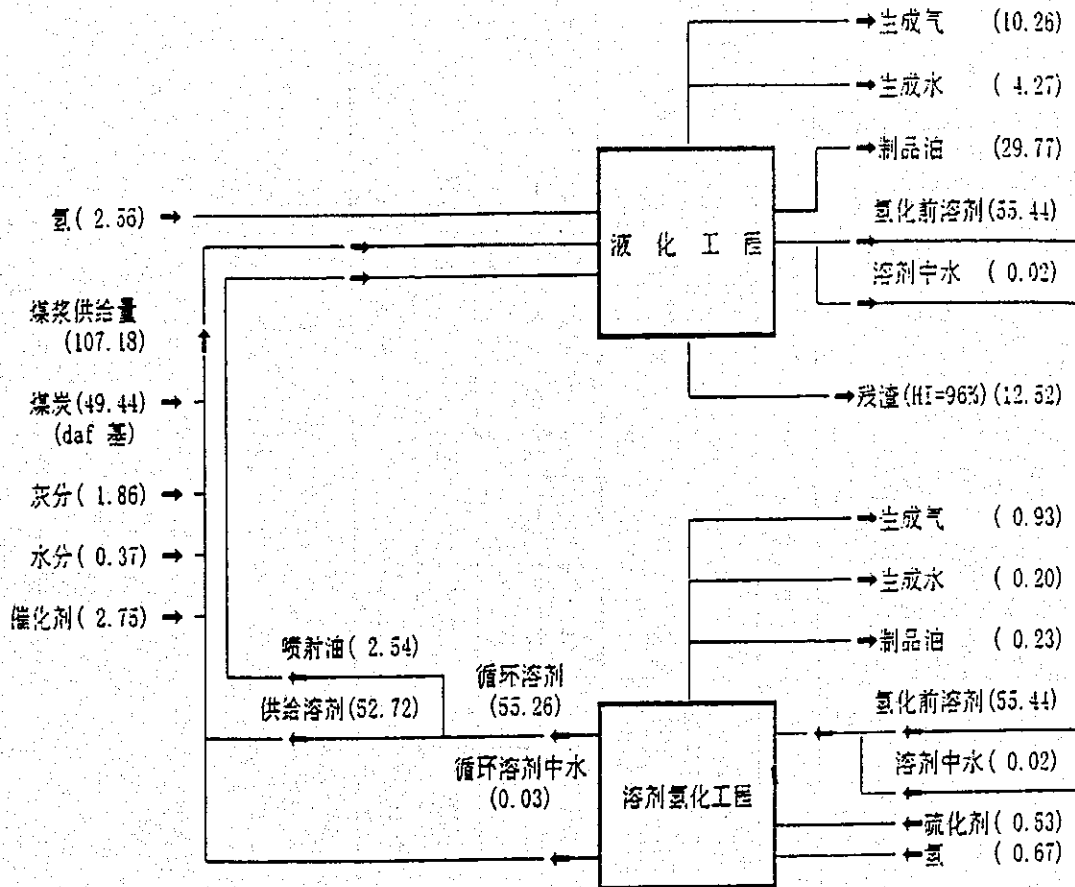 生成气 (10.26)
生成水 ( 4.27)
制品油 (29.77)
氢( 2.56)
氢化前溶剂(55.44)
液 化 工 程
溶剂中水 ( 0.02)
煤浆供给量
(107.18)
煤炭(49.44)
(daf 基)
残渣(HI=96%)(12.52)
灰分( 1.86)
生成气 ( 0.93)
水分( 0.37)
生成水 ( 0.20)
催化剂( 2.75)
喷射油( 2.54)
制品油 ( 0.23)
循环溶剂
(55.26)
供给溶剂(52.72)
氢化前溶剂(55.44)
循环溶剂中水
(0.03)
溶剂中水( 0.02)
溶剂氢化工程
硫化剂( 0.53)
氢 ( 0.67)